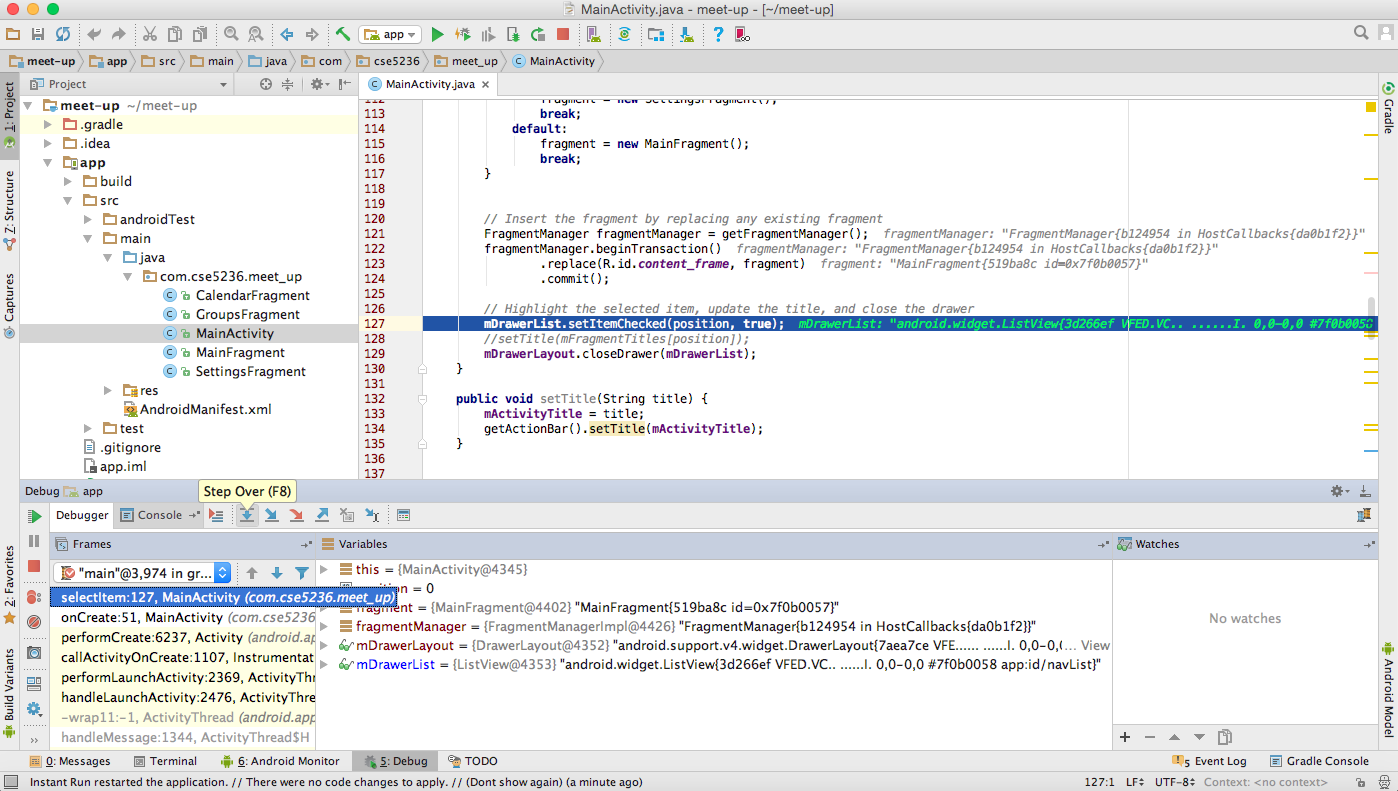 MainActivity.java - meet-up - [~/meet-up]
app
meet-up app src main java com cse5236 meet_up MainActivity
1: Project
Z: Structure
Captures
2: Favorites
Build Variants
Project
meet-up ~/meet-up
.gradle
.idea
app
build
src
androidTest
main
java
com.cse5236.meet_up
CalendarFragment
GroupsFragment
MainActivity
MainFragment
SettingsFragment
res
AndroidManifest.xml
test
.gitignore
app.iml
MainActivity.java
112 fragment = new SettingsFragment();
113 break;
114 default:
115 fragment = new MainFragment();
116 break;
117 }
118
119
120 // Insert the fragment by replacing any existing fragment
121 FragmentManager fragmentManager = getFragmentManager(); fragmentManager: "FragmentManager{b124954 in HostCallbacks{da0b1f2}}"
122 fragmentManager.beginTransaction() fragmentManager: "FragmentManager{b124954 in HostCallbacks{da0b1f2}}"
123 .replace(R.id.content_frame, fragment) fragment: "MainFragment{519ba8c id=0x7f0b0057}"
124 .commit();
125
126 // Highlight the selected item, update the title, and close the drawer
127 mDrawerList.setItemChecked(position, true); mDrawerList: "android.widget.ListView{3d266ef VFED.VC.. ......I. 0,0-0,0 #7f0b0058
128 //setTitle(mFragmentTitles[position]);
129 mDrawerLayout.closeDrawer(mDrawerList);
130 }
131
132 public void setTitle(String title) {
133 mActivityTitle = title;
134 getActionBar().setTitle(mActivityTitle);
135 }
136
137
Gradle
Android Model
Debug app
Step Over (F8)
Debugger Console
Frames
"main"@3,974 in gr...
selectItem:127, MainActivity (com.cse5236.meet_up)
onCreate:51, MainActivity (com.cse5236
performCreate:6237, Activity (android.ap
callActivityOnCreate:1107, Instrumentat
performLaunchActivity:2369, ActivityThr
handleLaunchActivity:2476, ActivityThre
-wrap11:-1, ActivityThread (android.app
handleMessage:1344, ActivityThread$H
Variables
this = {MainActivity@4345}
position = 0
fragment = {MainFragment@4402} "MainFragment{519ba8c id=0x7f0b0057}"
fragmentManager = {FragmentManagerImpl@4426} "FragmentManager{b124954 in HostCallbacks{da0b1f2}}"
mDrawerLayout = {DrawerLayout@4352} "android.support.v4.widget.DrawerLayout{7aea7ce VFE...... ......I. 0,0-0,0... View
mDrawerList = {ListView@4353} "android.widget.ListView{3d266ef VFED.VC.. ......I. 0,0-0,0 #7f0b0058 app:id/navList}"
Watches
No watches
0: Messages Terminal 6: Android Monitor 5: Debug TODO 5 Event Log Gradle Console
Instant Run restarted the application. // There were no code changes to apply. // (Dont show again) (a minute ago) 127:1 LF UTF-8 Context: <no context>